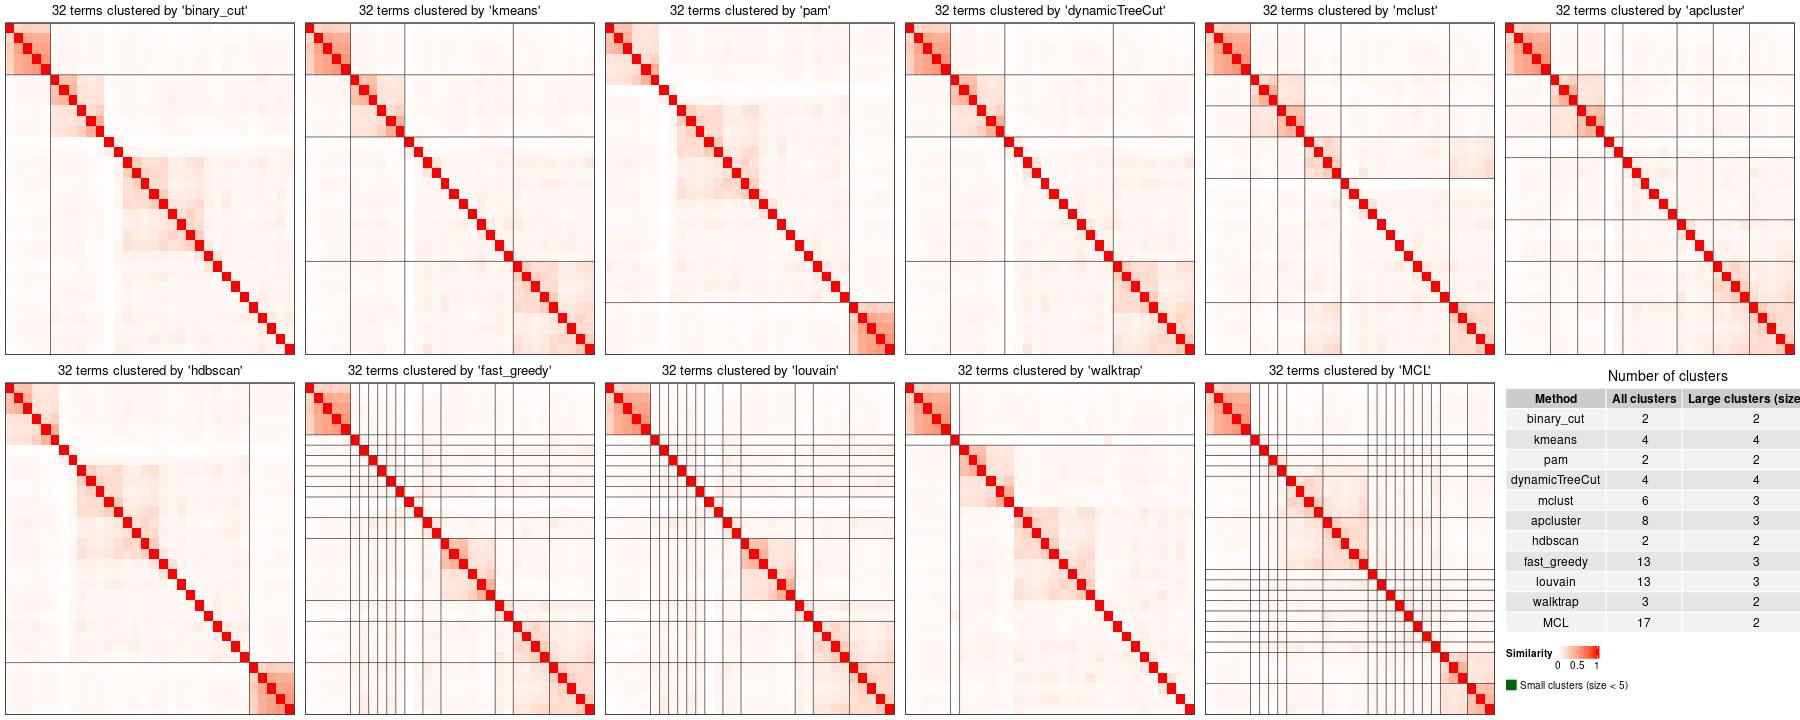 32 terms clustered by 'binary_cut'
32 terms clustered by 'kmeans'
32 terms clustered by 'pam'
32 terms clustered by 'dynamicTreeCut'
32 terms clustered by 'mclust'
32 terms clustered by 'apcluster'
32 terms clustered by 'hdbscan'
32 terms clustered by 'fast_greedy'
32 terms clustered by 'louvain'
32 terms clustered by 'walktrap'
32 terms clustered by 'MCL'
Number of clusters
Method All clusters Large clusters (size
binary_cut 2 2
kmeans 4 4
pam 2 2
dynamicTreeCut 4 4
mclust 6 3
apcluster 8 3
hdbscan 2 2
fast_greedy 13 3
louvain 13 3
walktrap 3 2
MCL 17 2
Similarity
0 0.5 1
Small clusters (size < 5)